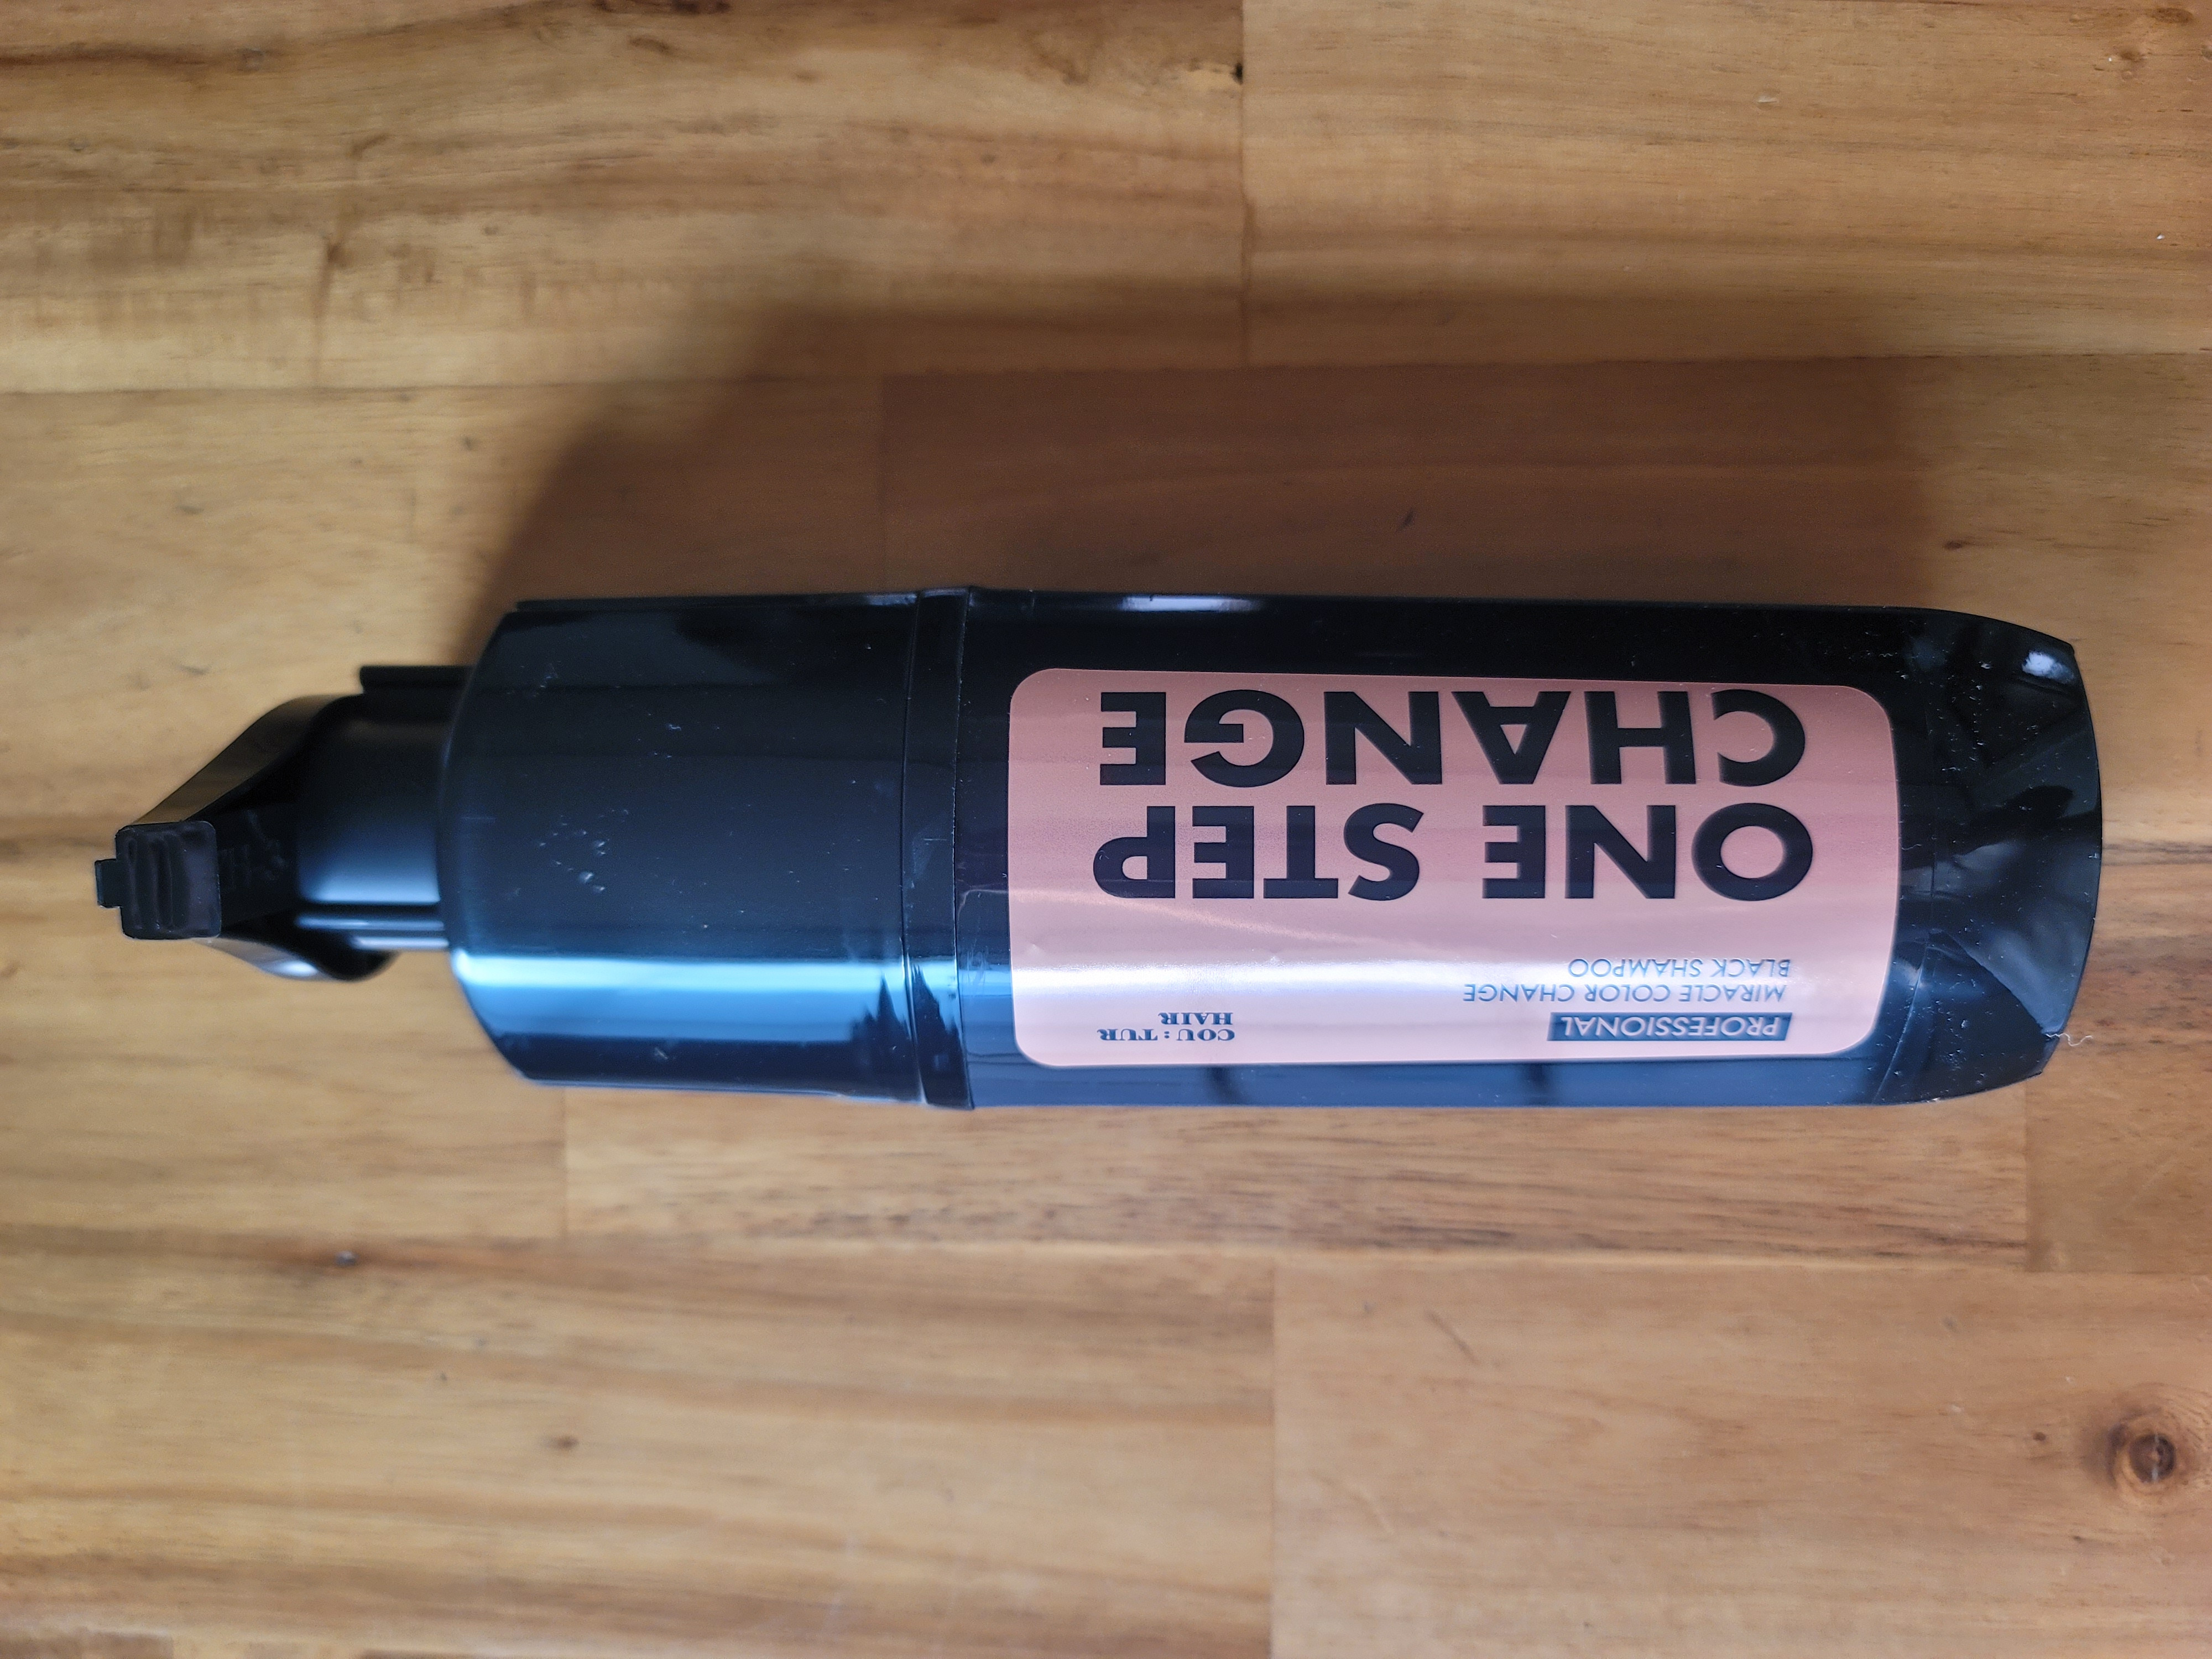 PROFESSIONAL
MIRACLE COLOR CHANGE
BLACK SHAMPOO
COU:TUR
HAIR
ONE STEP
CHANGE